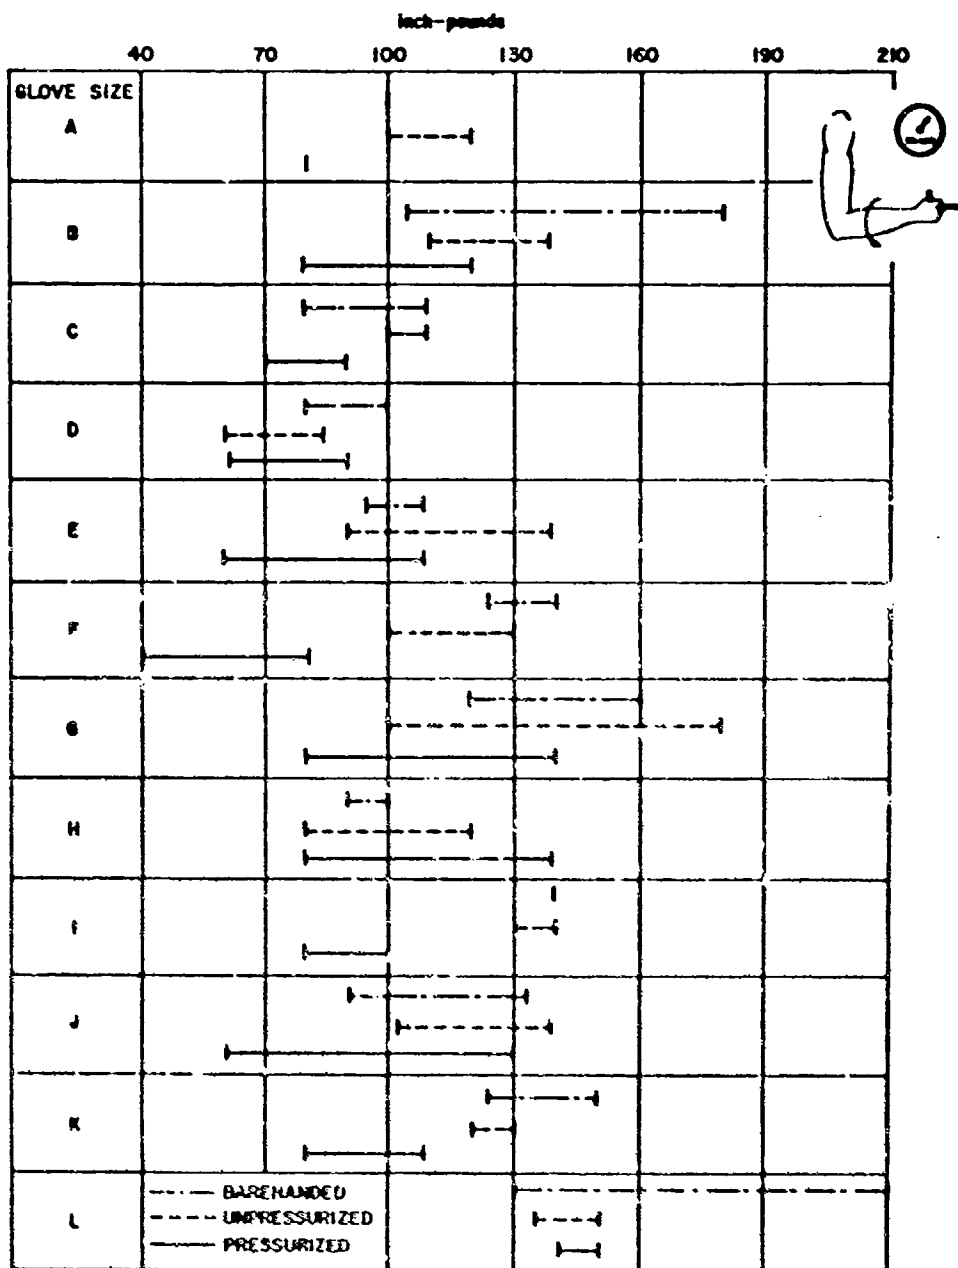 inch-pounds
40 70 100 130 160 190 210
GLOVE SIZE
A
B
C
D
E
F
G
H
I
J
K
L
BAREHANDED
UNPRESSURIZED
PRESSURIZED